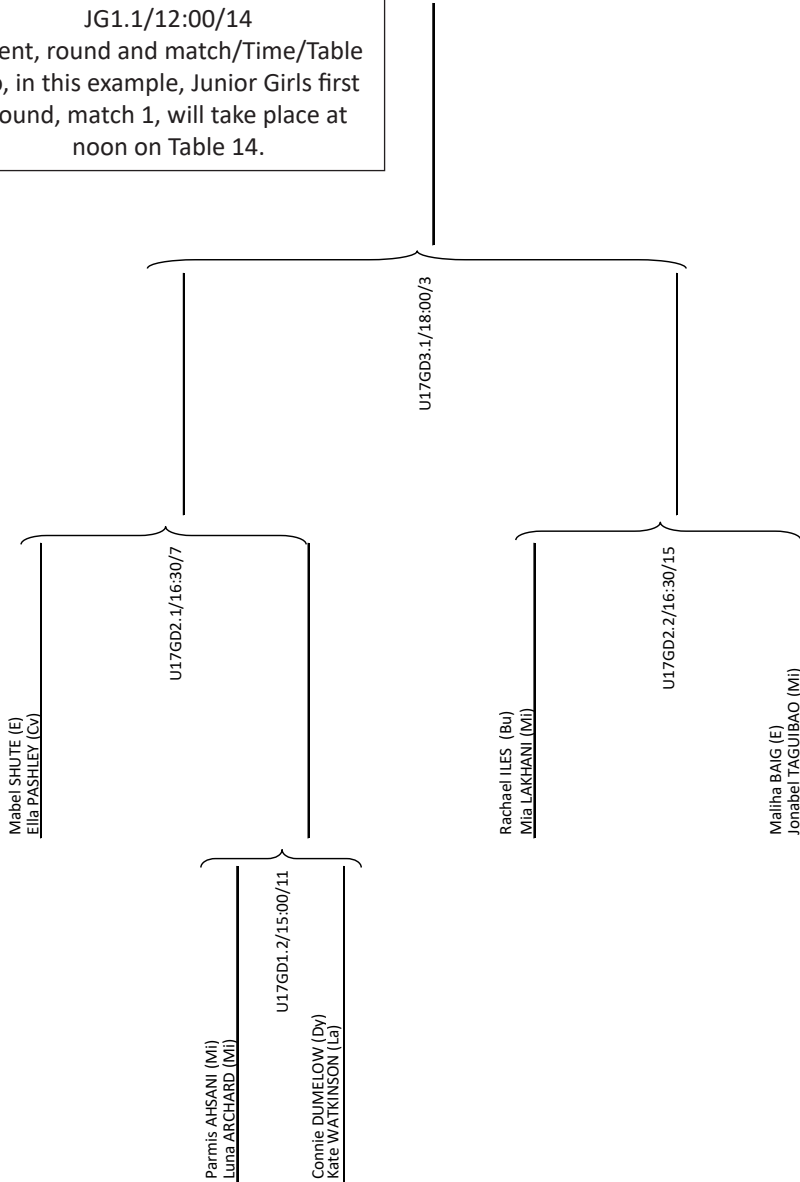 JG1.1/12:00/14
ent, round and match/Time/Table
, in this example, Junior Girls first
ound, match 1, will take place at
noon on Table 14.
U17GD3.1/18:00/3
U17GD2.1/16:30/7
U17GD2.2/16:30/15
Mabel SHUTE (E)
Ella PASHLEY (Cv)
Rachael ILES (Bu)
Mia LAKHANI (Mi)
Maliha BAIG (E)
Jonabel TAGUIBAO (Mi)
U17GD1.2/15:00/11
Parmis AHSANI (Mi)
Luna ARCHARD (Mi)
Connie DUMELOW (Dy)
Kate WATKINSON (La)